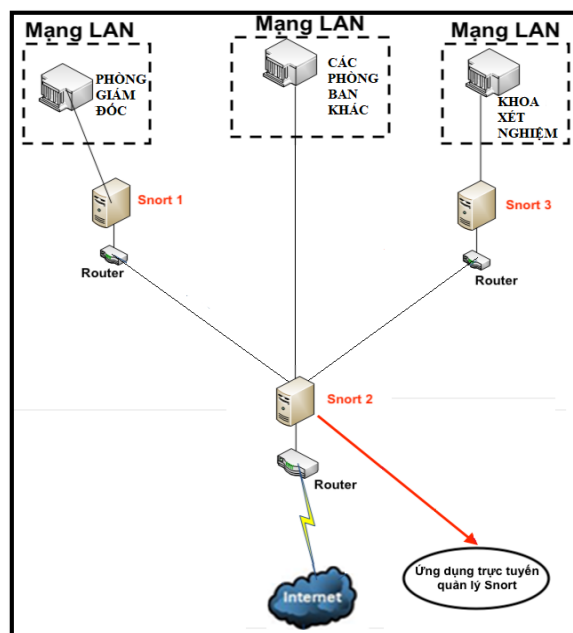 Mạng LAN
Mạng LAN
Mạng LAN
PHÒNG
GIÁM
ĐỐC
CÁC
PHÒNG
BAN
KHÁC
KHOA
XÉT
NGHIỆM
Snort 1
Snort 3
Router
Router
Snort 2
Router
Ứng dụng trực tuyến
quản lý Snort
Internet